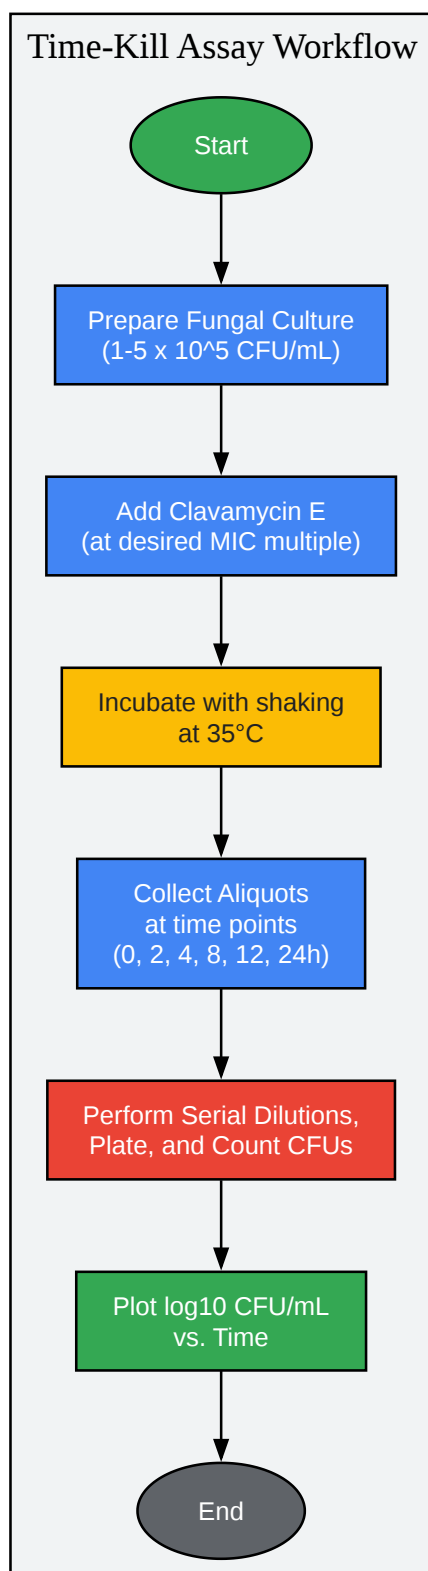 Time-Kill Assay Workflow
Start
Prepare Fungal Culture
(1-5 x 10^5 CFU/mL)
Add Clavamycin E
(at desired MIC multiple)
Incubate with shaking
at 35°C
Collect Aliquots
at time points
(0, 2, 4, 8, 12, 24h)
Perform Serial Dilutions,
Plate, and Count CFUs
Plot log10 CFU/mL
vs. Time
End